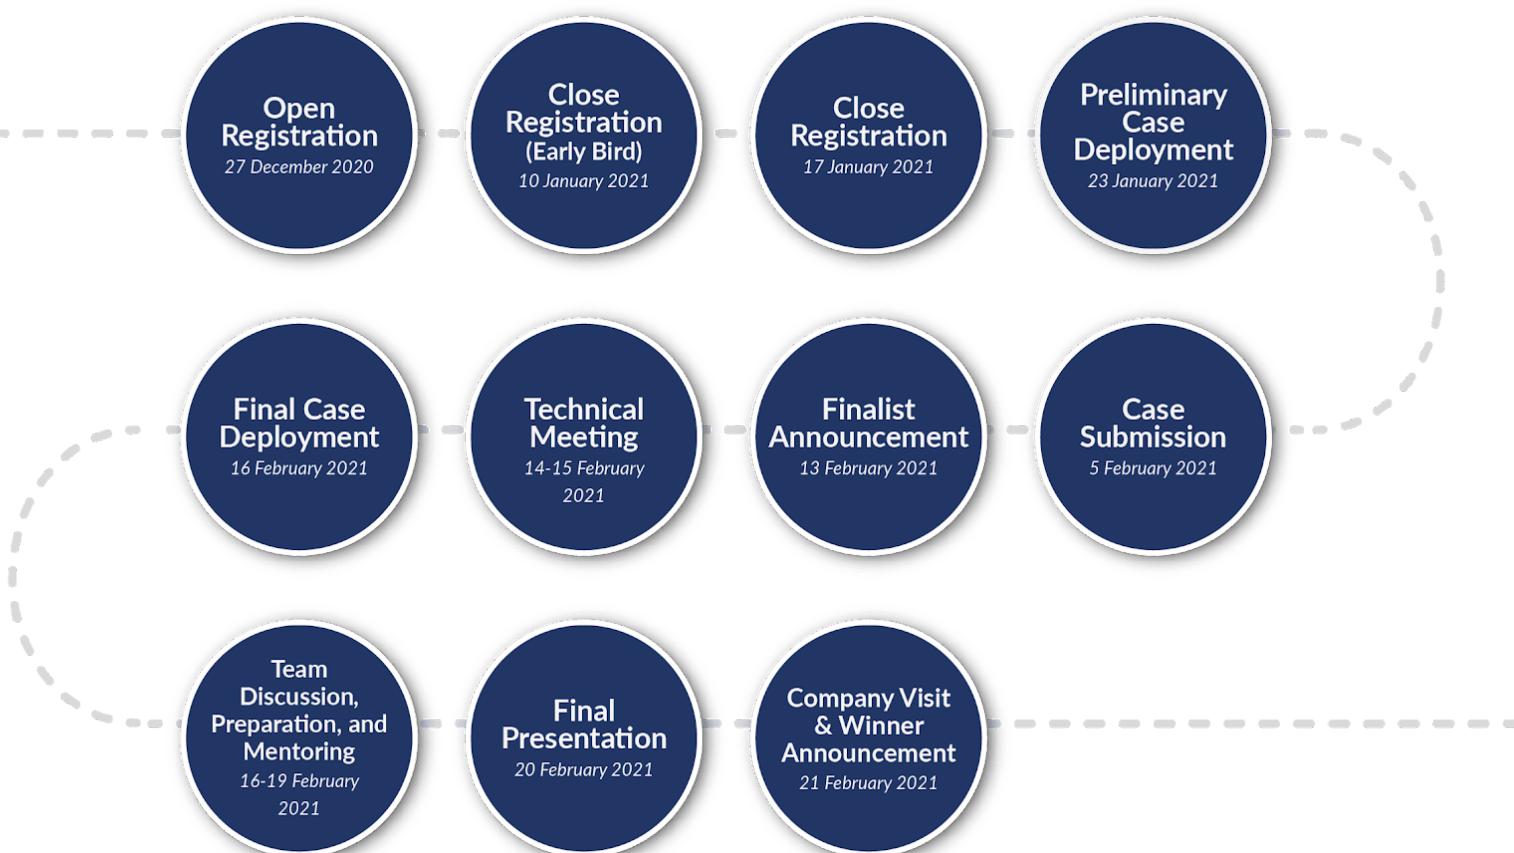 Open
Registration
27 December 2020
Close
Registration
(Early Bird)
10 January 2021
Close
Registration
17 January 2021
Preliminary
Case
Deployment
23 January 2021
Final Case
Deployment
16 February 2021
Technical
Meeting
14-15 February
2021
Finalist
Announcement
13 February 2021
Case
Submission
5 February 2021
Team
Discussion,
Preparation, and
Mentoring
16-19 February
2021
Final
Presentation
20 February 2021
Company Visit
& Winner
Announcement
21 February 2021